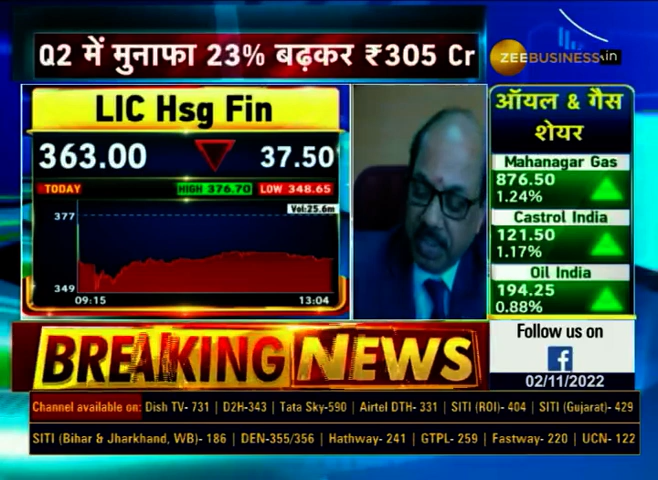 Q2 में मुनाफा 23% बढ़कर ₹305 Cr
ZEEBUSINESS.in
LIC Hsg Fin
363.00 37.50
TODAY HIGH 376.70 LOW 348.65
Vol:25.6m
377
349
09:15 13:04
ऑयल & गैस
शेयर
Mahanagar Gas
876.50
1.24%
Castrol India
121.50
1.17%
Oil India
194.25
0.88%
BREAKING NEWS
Follow us on
f
02/11/2022
Channel available on: Dish TV- 731 | D2H-343 | Tata Sky-590 | Airtel DTH- 331 | SITI (ROI)- 404 | SITI (Gujarat)- 429
SITI (Bihar & Jharkhand, WB)- 186 | DEN-355/356 | Hathway- 241 | GTPL- 259 | Fastway- 220 | UCN- 122